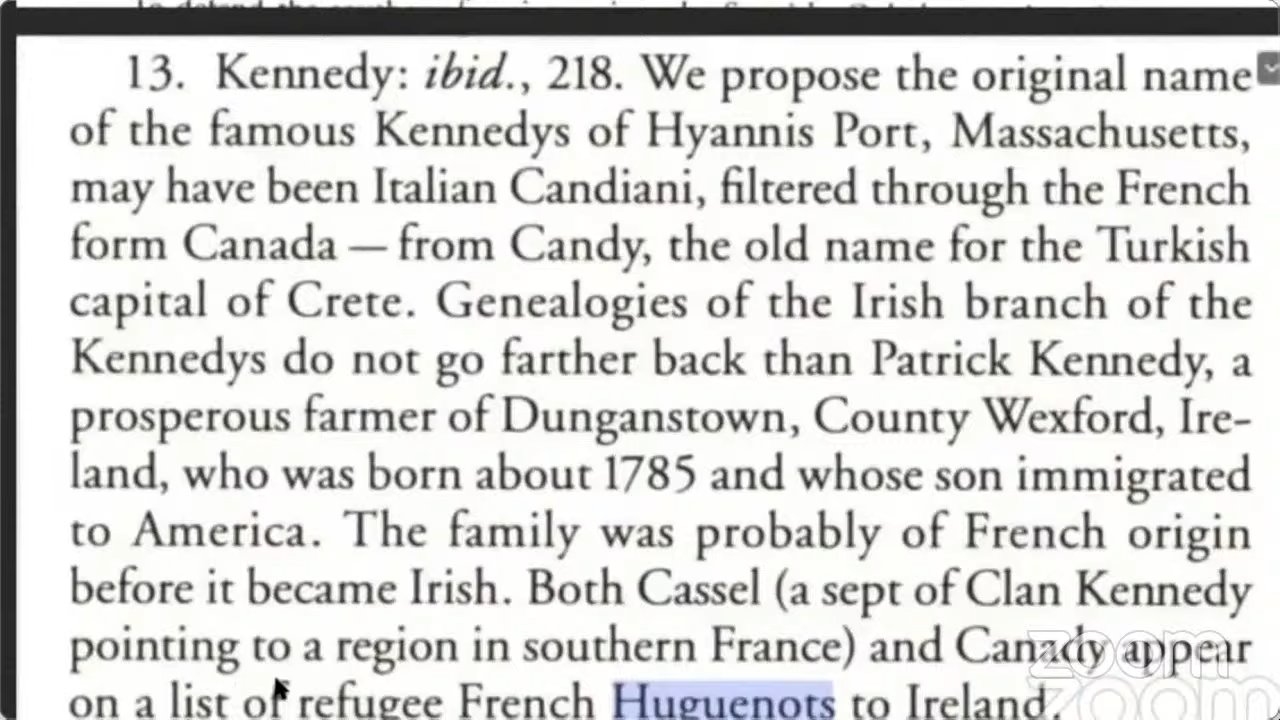 13. Kennedy: ibid., 218. We propose the original name
of the famous Kennedys of Hyannis Port, Massachusetts,
may have been Italian Candiani, filtered through the French
form Canada — from Candy, the old name for the Turkish
capital of Crete. Genealogies of the Irish branch of the
Kennedys do not go farther back than Patrick Kennedy, a
prosperous farmer of Dunganstown, County Wexford, Ire-
land, who was born about 1785 and whose son immigrated
to America. The family was probably of French origin
before it became Irish. Both Cassel (a sept of Clan Kennedy
pointing to a region in southern France) and Canady appear
on a list of refugee French Huguenots to Ireland.
zoom
zoom